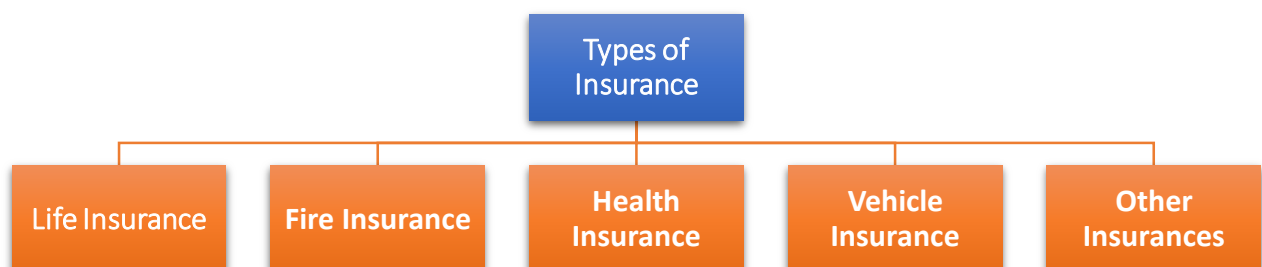 Types of
Insurance
Life Insurance
Fire Insurance
Health
Insurance
Vehicle
Insurance
Other
Insurances